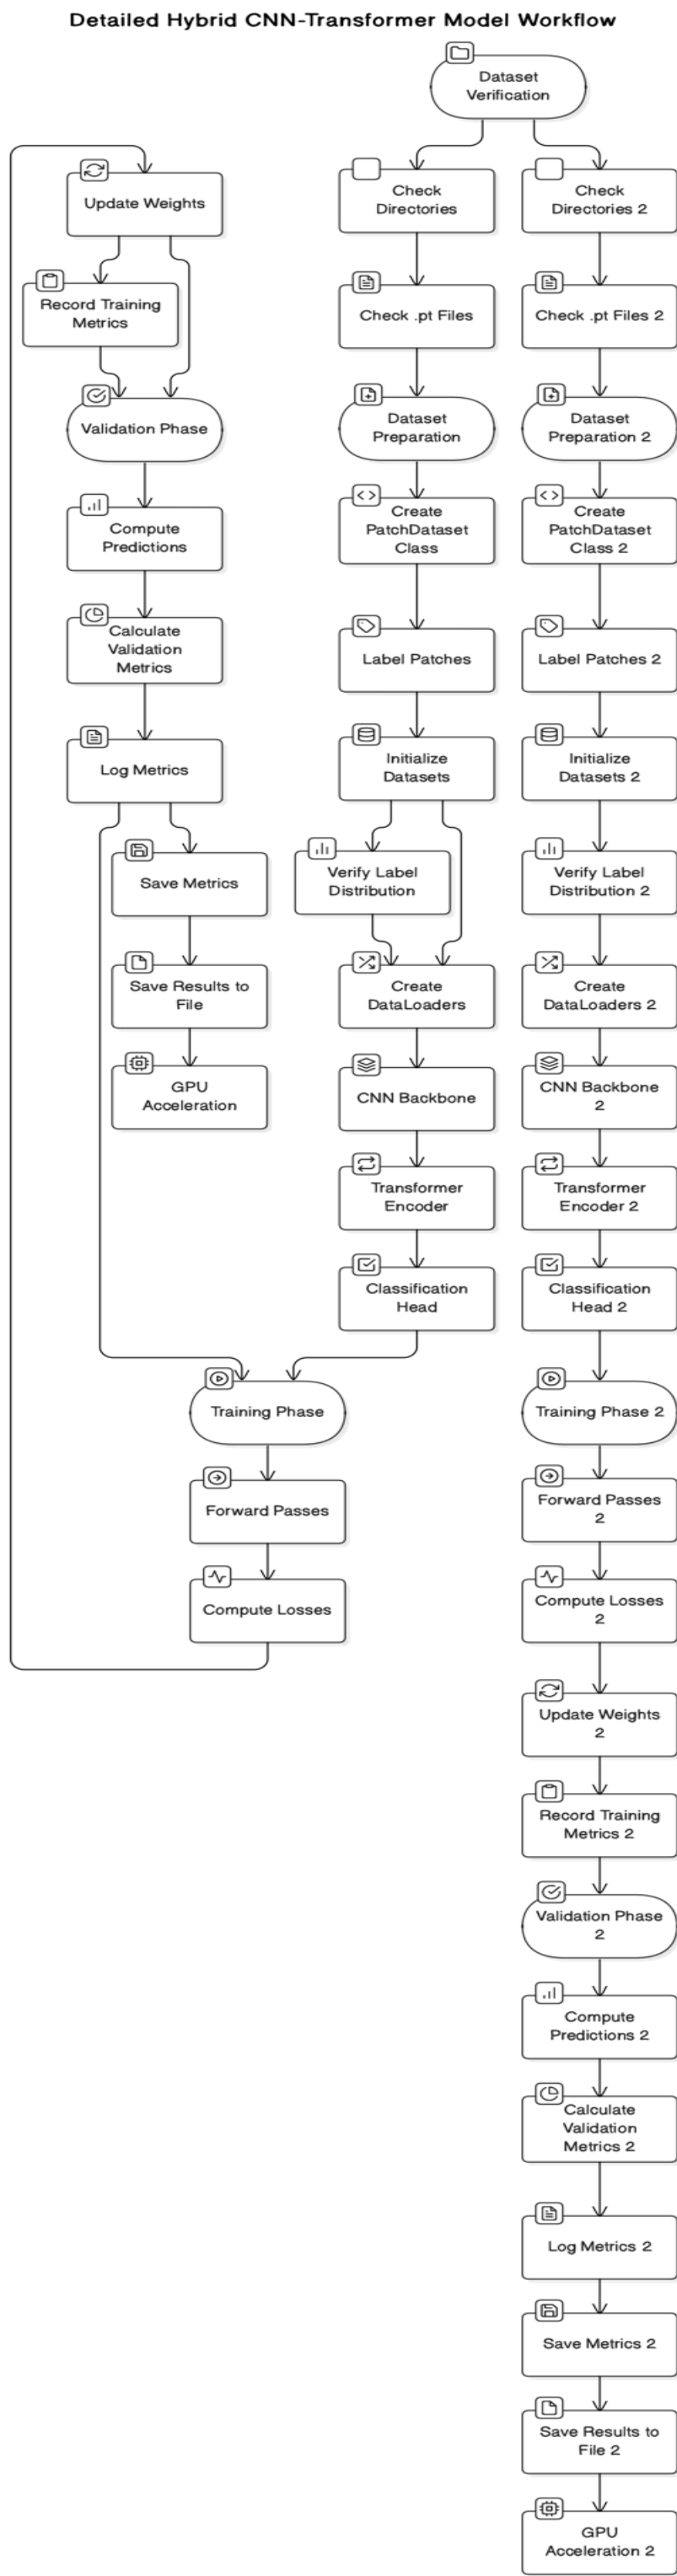 Detailed Hybrid CNN-Transformer Model Workflow
Dataset
Verification
Update Weights
Record Training
Metrics
Validation Phase
Compute
Predictions
Calculate
Validation
Metrics
Log Metrics
Save Metrics
Save Results to
File
GPU
Acceleration
Check
Directories
Check .pt Files
Dataset
Preparation
Create
PatchDataset
Class
Label Patches
Initialize
Datasets
Verify Label
Distribution
Create
DataLoaders
CNN Backbone
Transformer
Encoder
Classification
Head
Training Phase
Forward Passes
Compute Losses
Check
Directories 2
Check .pt Files 2
Dataset
Preparation 2
Create
PatchDataset
Class 2
Label Patches 2
Initialize
Datasets 2
Verify Label
Distribution 2
Create
DataLoaders 2
CNN Backbone
2
Transformer
Encoder 2
Classification
Head 2
Training Phase 2
Forward Passes
2
Compute Losses
2
Update Weights
2
Record Training
Metrics 2
Validation Phase
2
Compute
Predictions 2
Calculate
Validation
Metrics 2
Log Metrics 2
Save Metrics 2
Save Results to
File 2
GPU
Acceleration 2